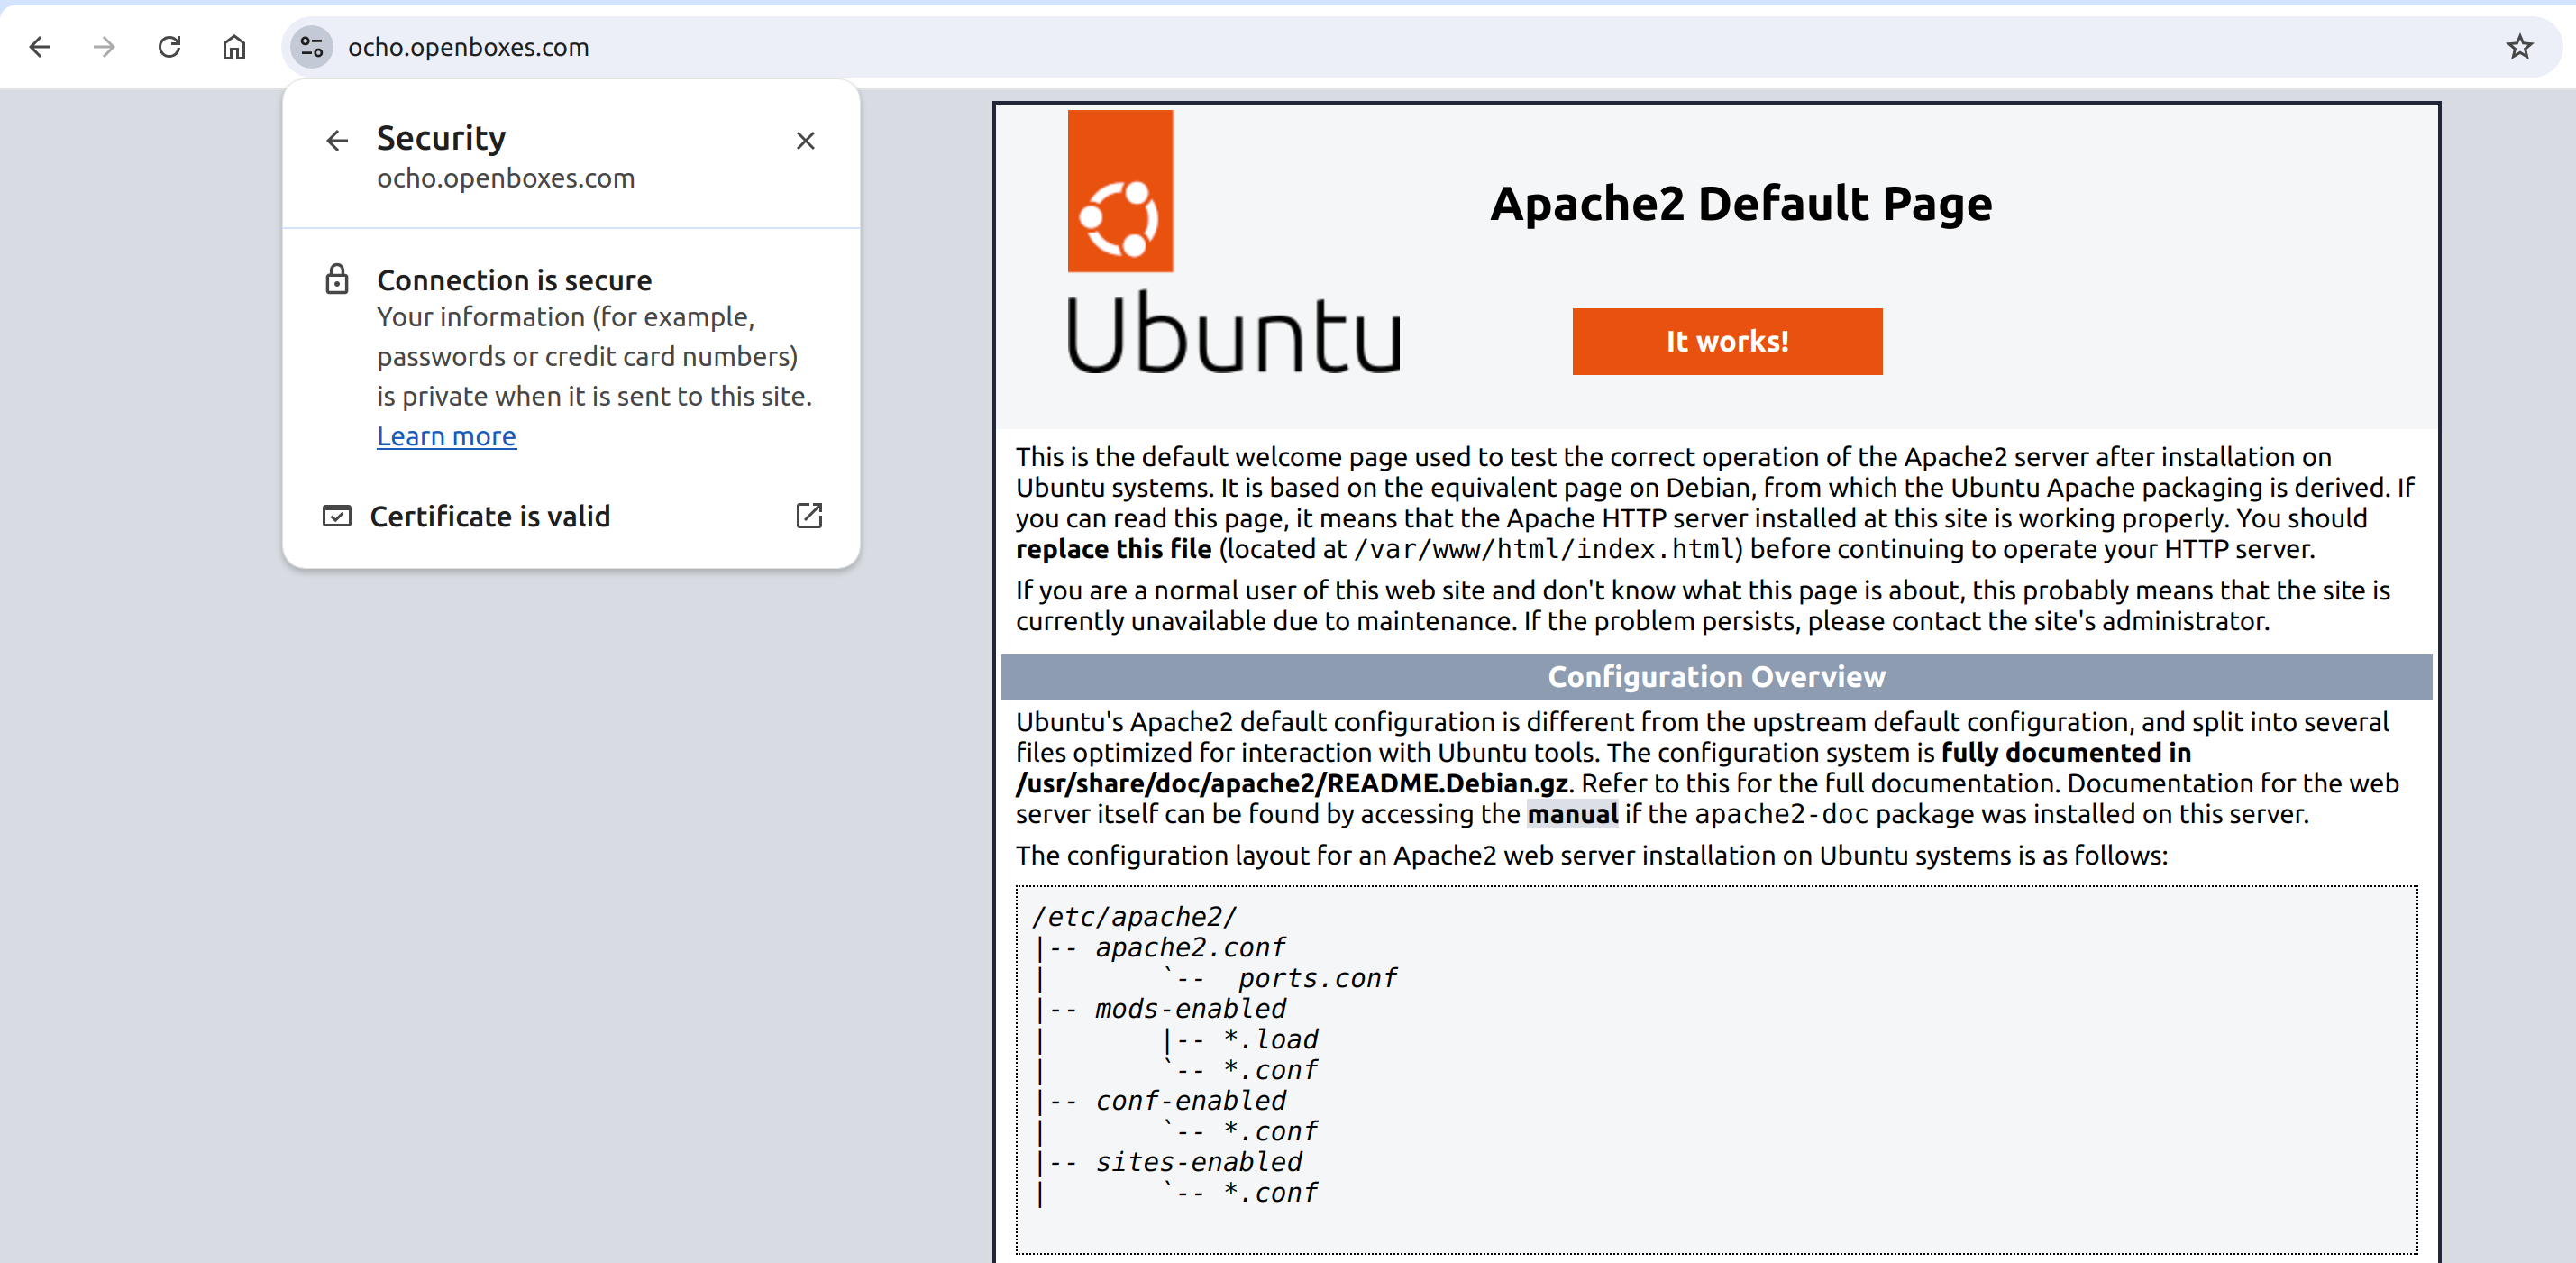 ocho.openboxes.com
Security
ocho.openboxes.com
Connection is secure
Your information (for example,
passwords or credit card numbers)
is private when it is sent to this site.
Learn more
Certificate is valid
Ubuntu
Apache2 Default Page
It works!
This is the default welcome page used to test the correct operation of the Apache2 server after installation on
Ubuntu systems. It is based on the equivalent page on Debian, from which the Ubuntu Apache packaging is derived. If
you can read this page, it means that the Apache HTTP server installed at this site is working properly. You should
replace this file (located at /var/www/html/index.html) before continuing to operate your HTTP server.
If you are a normal user of this web site and don't know what this page is about, this probably means that the site is
currently unavailable due to maintenance. If the problem persists, please contact the site's administrator.
Configuration Overview
Ubuntu's Apache2 default configuration is different from the upstream default configuration, and split into several
files optimized for interaction with Ubuntu tools. The configuration system is fully documented in
/usr/share/doc/apache2/README.Debian.gz. Refer to this for the full documentation. Documentation for the web
server itself can be found by accessing the manual if the apache2-doc package was installed on this server.
The configuration layout for an Apache2 web server installation on Ubuntu systems is as follows:
/etc/apache2/
|-- apache2.conf
|       `--  ports.conf
|-- mods-enabled
|       |-- *.load
|       `-- *.conf
|-- conf-enabled
|       `-- *.conf
|-- sites-enabled
|       `-- *.conf